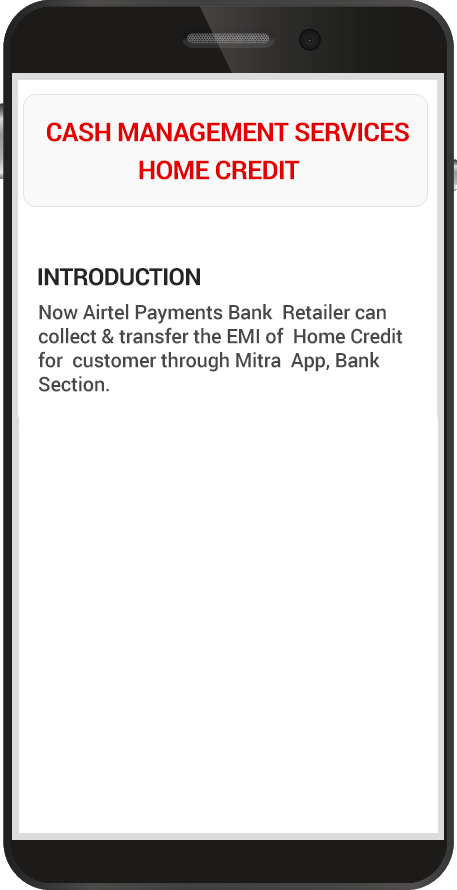 CASH MANAGEMENT SERVICES
HOME CREDIT
INTRODUCTION
Now Airtel Payments Bank  Retailer can
collect & transfer the EMI of  Home Credit
for  customer through Mitra  App, Bank
Section.